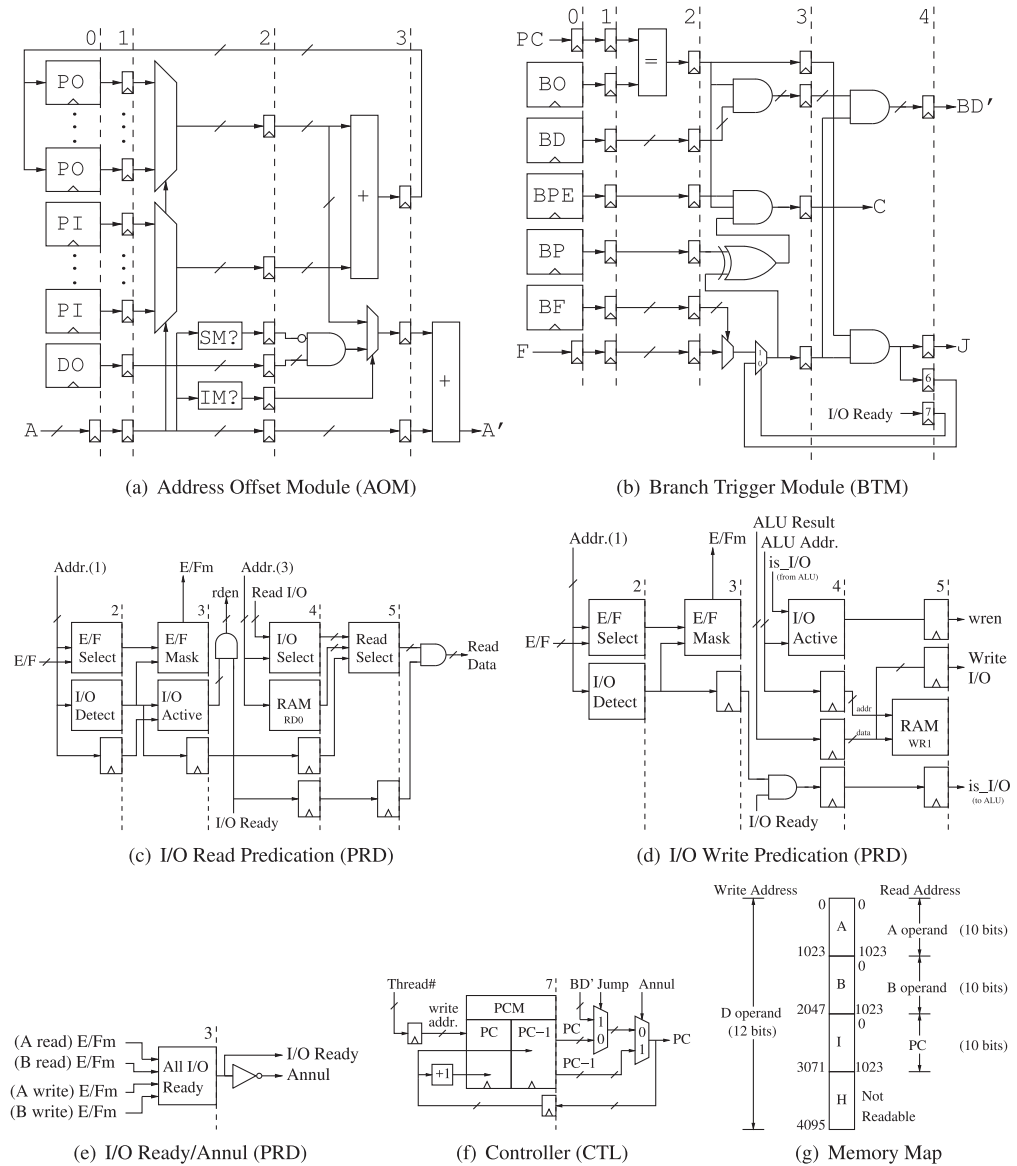 0 1 2 3
PO
PO
PI
PI
DO
SM?
IM?
+
+
A
A'
(a) Address Offset Module (AOM)
0 1 2 3 4
PC
BO
=
BD
BPE
BP
BF
F
1
0
BD'
C
J
6
I/O Ready
7
(b) Branch Trigger Module (BTM)
Addr.(1)
E/Fm
rden
Addr.(3)
Read I/O
2
3
4
5
E/F
E/F
Select
E/F
Mask
I/O
Select
Read
Select
Read
Data
I/O
Detect
I/O
Active
RAM
RD0
I/O Ready
(c) I/O Read Predication (PRD)
ALU Result
ALU Addr.
Addr.(1)
E/Fm
is_I/O
(from ALU)
2
3
4
5
E/F
E/F
Select
E/F
Mask
I/O
Active
wren
Write
I/O
I/O
Detect
addr
data
RAM
WR1
is_I/O
(to ALU)
I/O Ready
(d) I/O Write Predication (PRD)
3
(A read) E/Fm
(B read) E/Fm
(A write) E/Fm
(B write) E/Fm
All I/O
Ready
I/O Ready
Annul
(e) I/O Ready/Annul (PRD)
Thread#
7
BD' Jump
Annul
write
addr.
PCM
PC
PC−1
PC
PC−1
1
0
0
1
PC
+1
(f) Controller (CTL)
Write Address
Read Address
0
0
A
A operand (10 bits)
1023
1023
0
B
B operand (10 bits)
2047
1023
D operand
(12 bits)
0
I
PC (10 bits)
3071
1023
H
Not
Readable
4095
(g) Memory Map